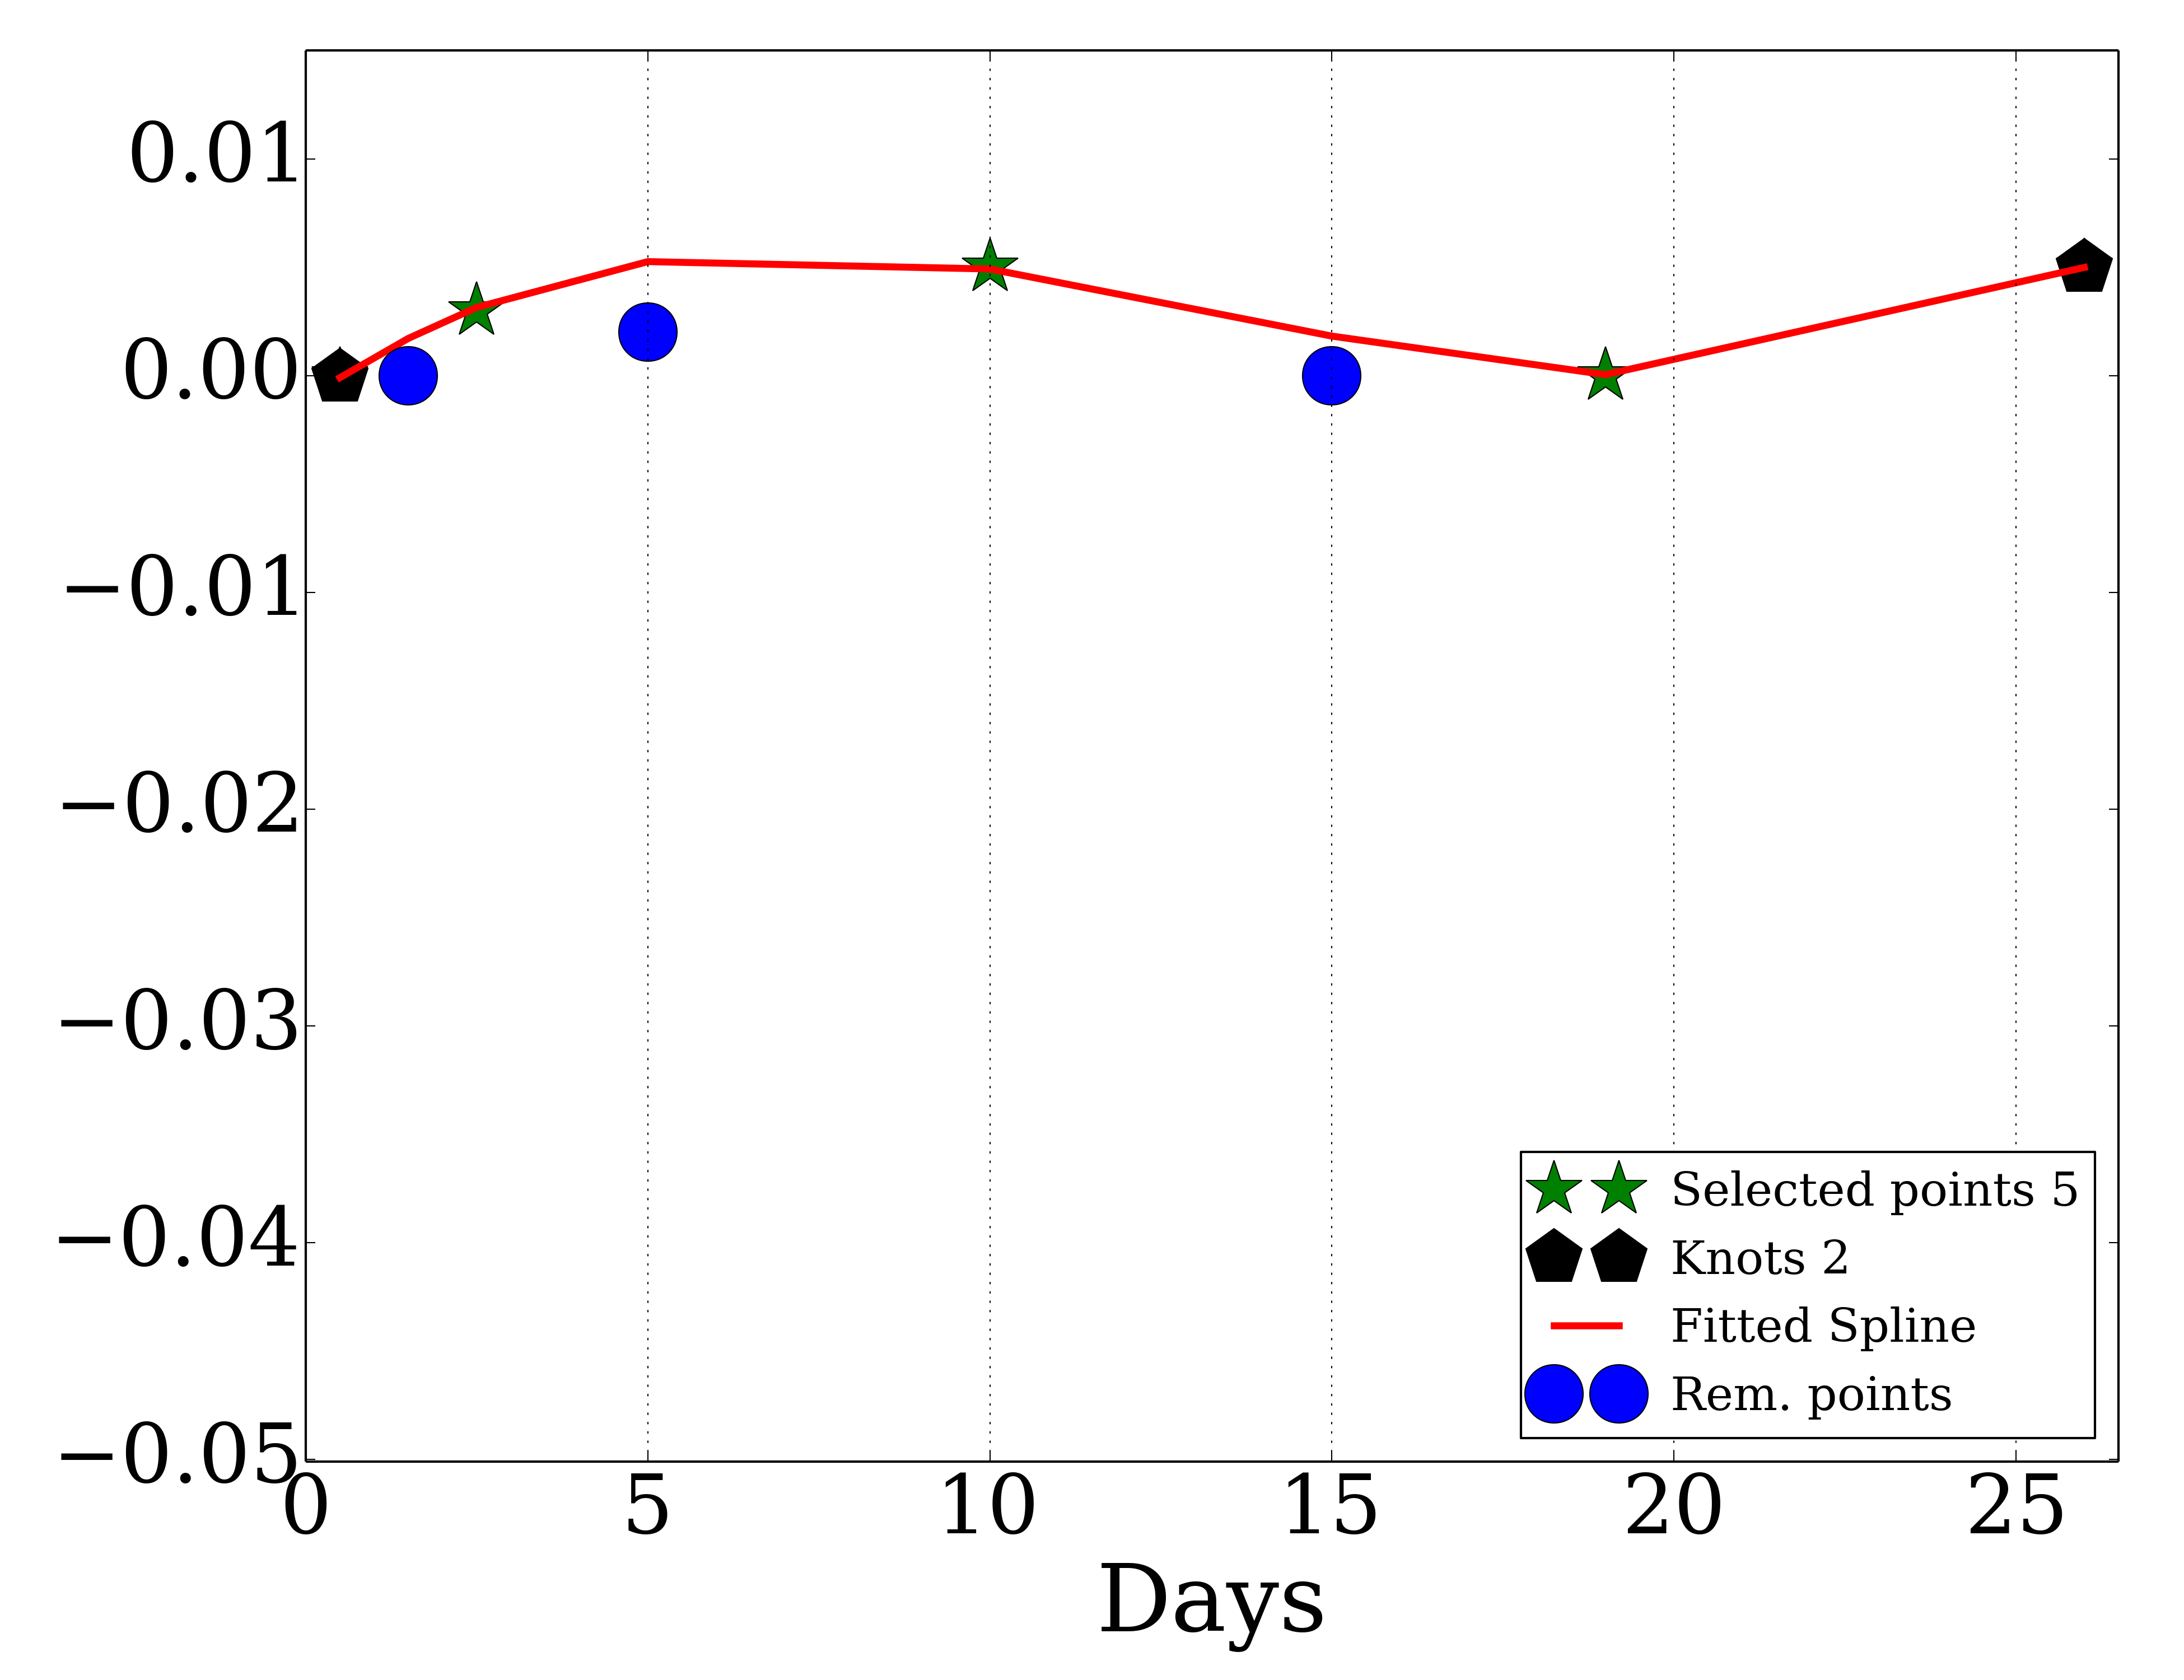 0.01
0.00
−0.01
−0.02
−0.03
−0.04
−0.05
0 5 10 15 20 25
Days
Selected points 5
Knots 2
Fitted Spline
Rem. points